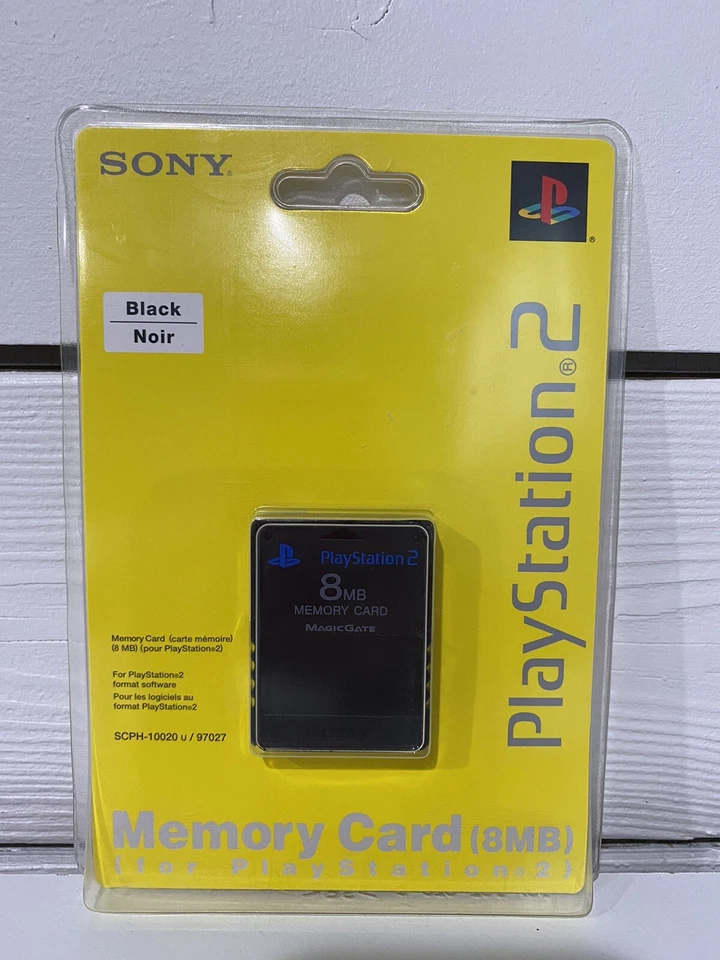 SONY®
Black
Noir
PlayStation®2
PlayStation 2
8MB
MEMORY CARD
MAGICGATE
SONY
Memory Card (carte mémoire)
(8 MB) (pour PlayStation®2)
For PlayStation®2
format software
Pour les logiciels au
format PlayStation®2
SCPH-10020 U / 97027
Memory Card (8MB)
(for PlayStation®2)